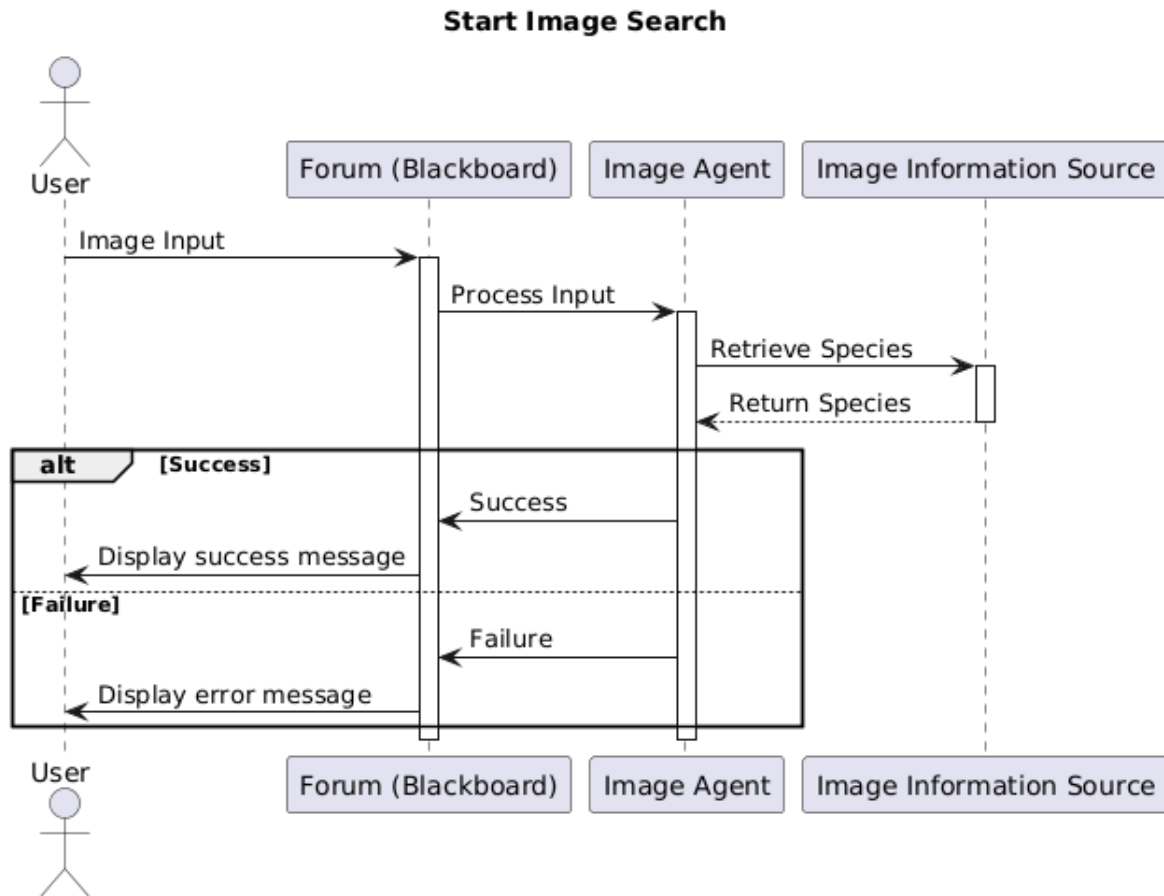 Start Image Search
User
Forum (Blackboard)
Image Agent
Image Information Source
Image Input
Process Input
Retrieve Species
Return Species
alt
[Success]
Success
Display success message
[Failure]
Failure
Display error message
User
Forum (Blackboard)
Image Agent
Image Information Source